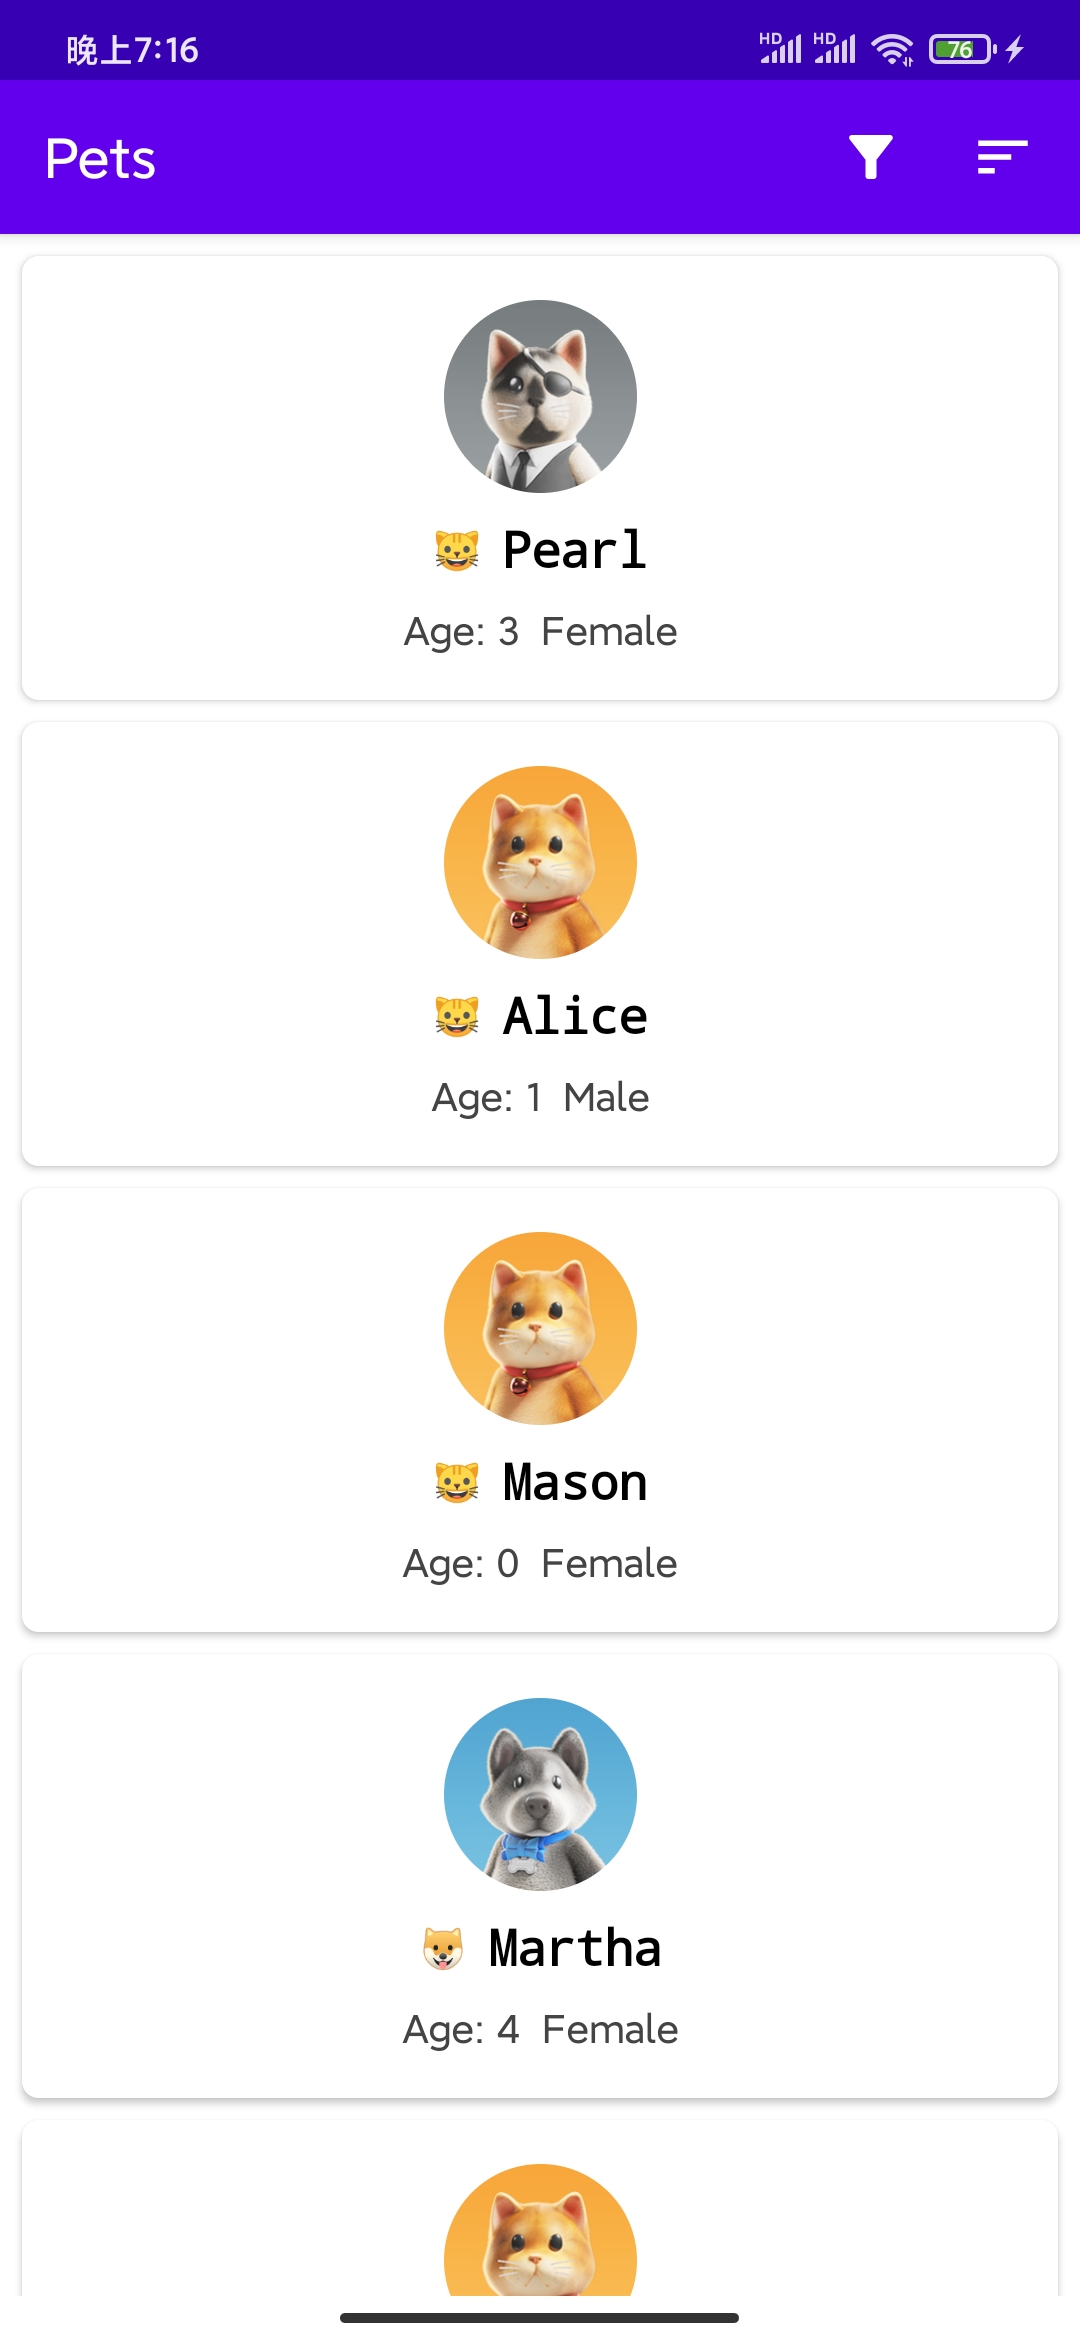 晚上7:16 HD HD 76
Pets
😺 Pearl
Age: 3 Female
😺 Alice
Age: 1 Male
😺 Mason
Age: 0 Female
🐶 Martha
Age: 4 Female